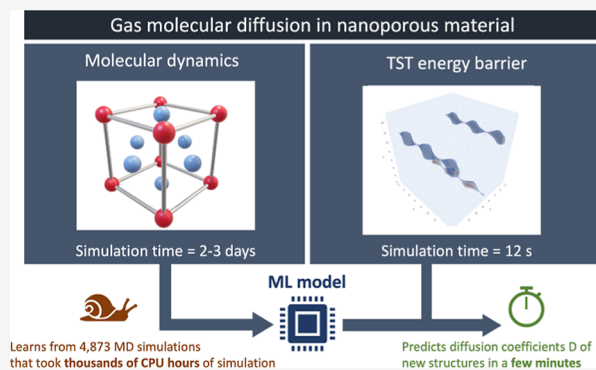 Gas molecular diffusion in nanoporous material
Molecular dynamics
TST energy barrier
Simulation time = 2-3 days
Simulation time = 12 s
ML model
Learns from 4,873 MD simulations
that took thousands of CPU hours of simulation
Predicts diffusion coefficients D of
new structures in a few minutes